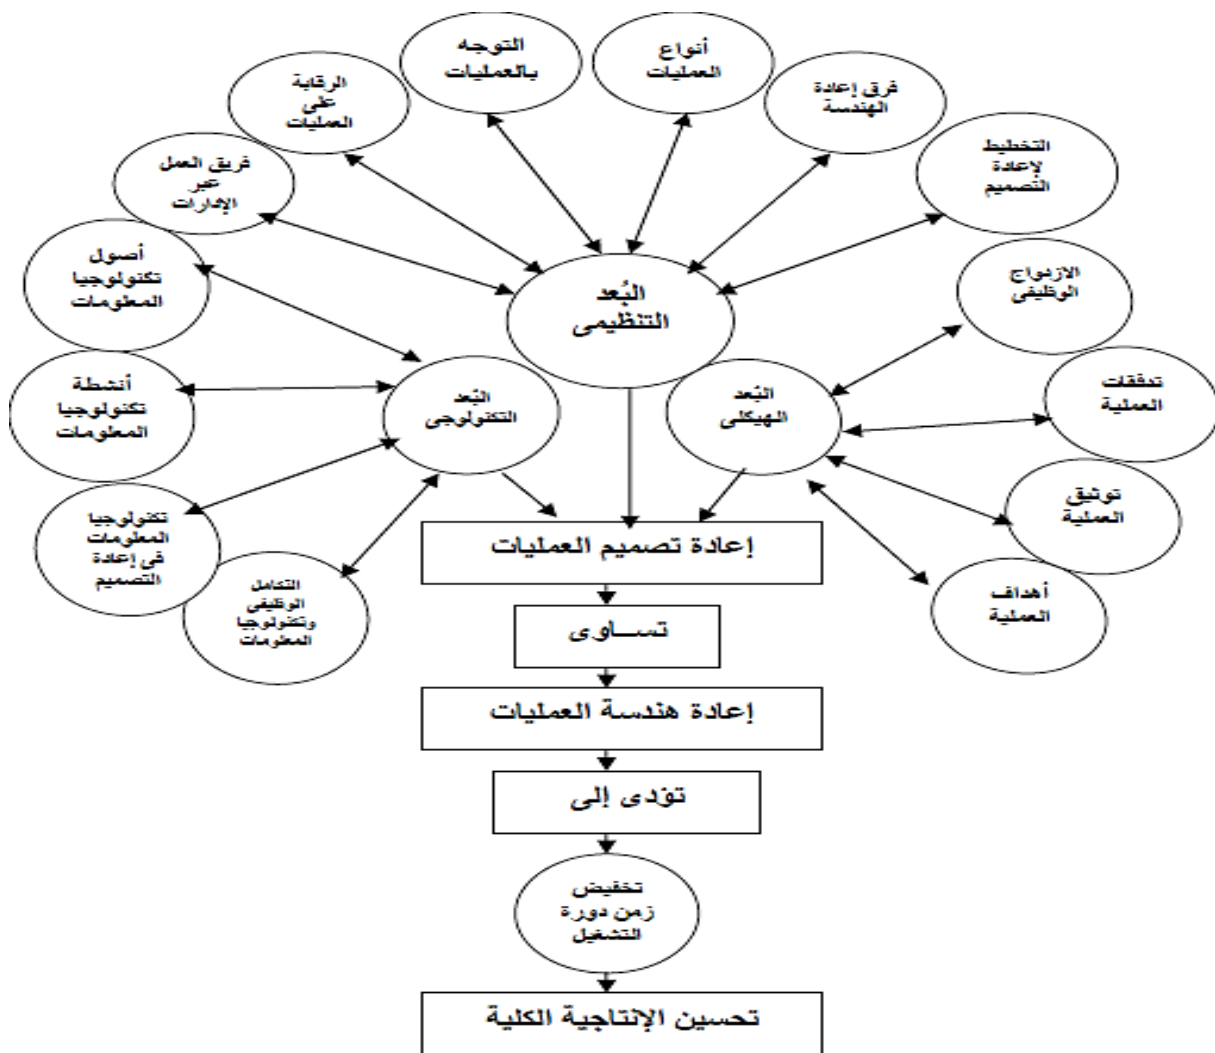 التوجه
بالعمليات
أنواع
العمليات
الرقابة
على
العمليات
فرق إعادة
الهندسة
فريق العمل
عبر
الإدارات
التخطيط
لإعادة
التصميم
أصول
تكنولوجيا
المعلومات
البُعد
التنظيمى
الازدواج
الوظيفى
أنشطة
تكنولوجيا
المعلومات
البُعد
التكنولوجى
البُعد
الهيكلى
تدفقات
العملية
تكنولوجيا
المعلومات
فى إعادة
التصميم
توثيق
العملية
التكامل
الوظيفى
وتكنولوجيا
المعلومات
أهداف
العملية
إعادة تصميم العمليات
تســـاوى
إعادة هندسة العمليات
تؤدى إلى
تخفيض
زمن دورة
التشغيل
تحسين الإنتاجية الكلية